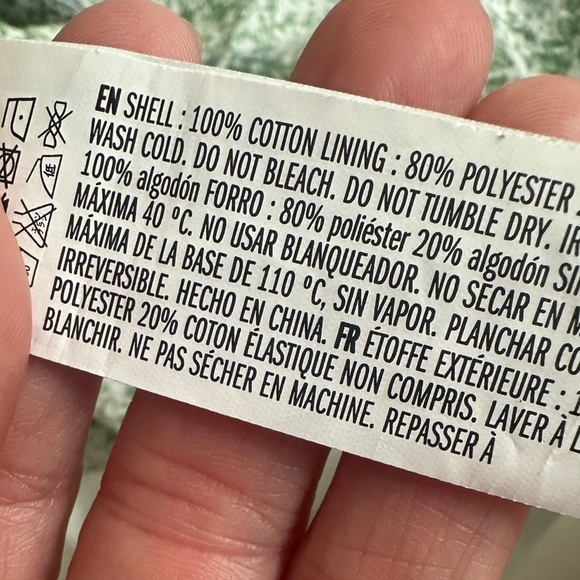 EN SHELL : 100% COTTON LINING : 80% POLYESTER
WASH COLD. DO NOT BLEACH. DO NOT TUMBLE DRY.
100% algodón FORRO : 80% poliéster 20% algodón
MÁXIMA 40 ºC. NO USAR BLANQUEADOR. NO SECAR EN
MÁXIMA DE LA BASE DE 110 ºC, SIN VAPOR. PLANCHAR
IRREVERSIBLE. HECHO EN CHINA. FR ÉTOFFE EXTÉRIEURE :
POLYESTER 20% COTON ÉLASTIQUE NON COMPRIS. LAVER À
BLANCHIR. NE PAS SÉCHER EN MACHINE. REPASSER À